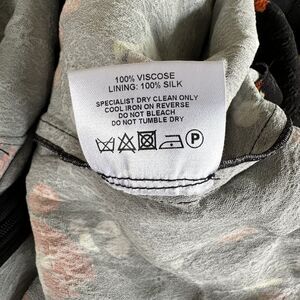 100% VISCOSE
LINING: 100% SILK
SPECIALIST DRY CLEAN ONLY
COOL IRON ON REVERSE
DO NOT BLEACH
DO NOT TUMBLE DRY
P